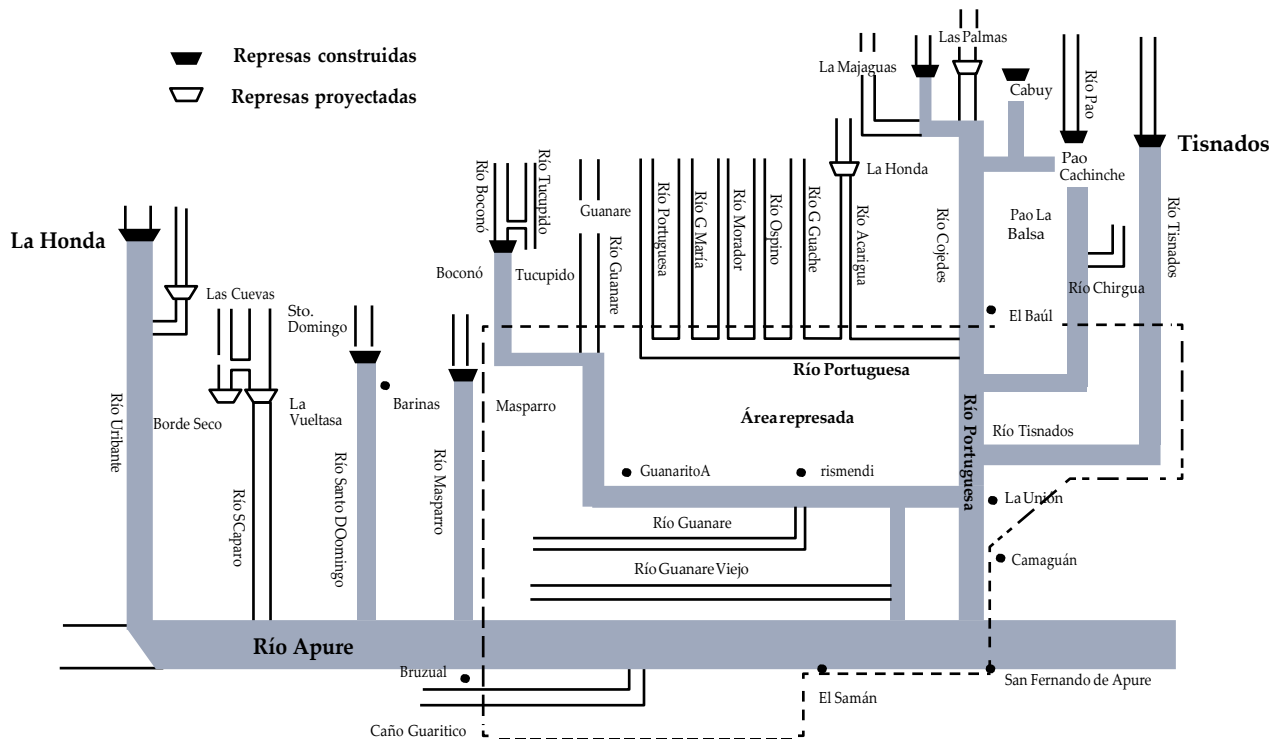 Represas construidas
Represas proyectadas
Las Palmas
La Majaguas
Cabuy
Río Pao
Tisnados
Pao
Cachinche
La Honda
Río Boconó
Río Tucupido
Guanare
Río Guanare
Río Portuguesa
Río G María
Río Morador
Río Ospino
Río G Guache
Río Acarigua
Río Cojedes
Pao La
Balsa
Río Tisnados
La Honda
Boconó
Tucupido
Río Chirgua
Las Cuevas
Sto.
Domingo
El Baúl
Río Portuguesa
Río Uribante
Borde Seco
La
Vueltasa
Barinas
Masparro
Área represada
Río Portuguesa
Río Tisnados
Río SCaparo
Río Santo DOomingo
Río Masparro
GuanaritoA
rismendi
La Unión
Río Guanare
Camaguán
Río Guanare Viejo
Río Apure
Bruzual
El Samán
San Fernando de Apure
Caño Guaritico